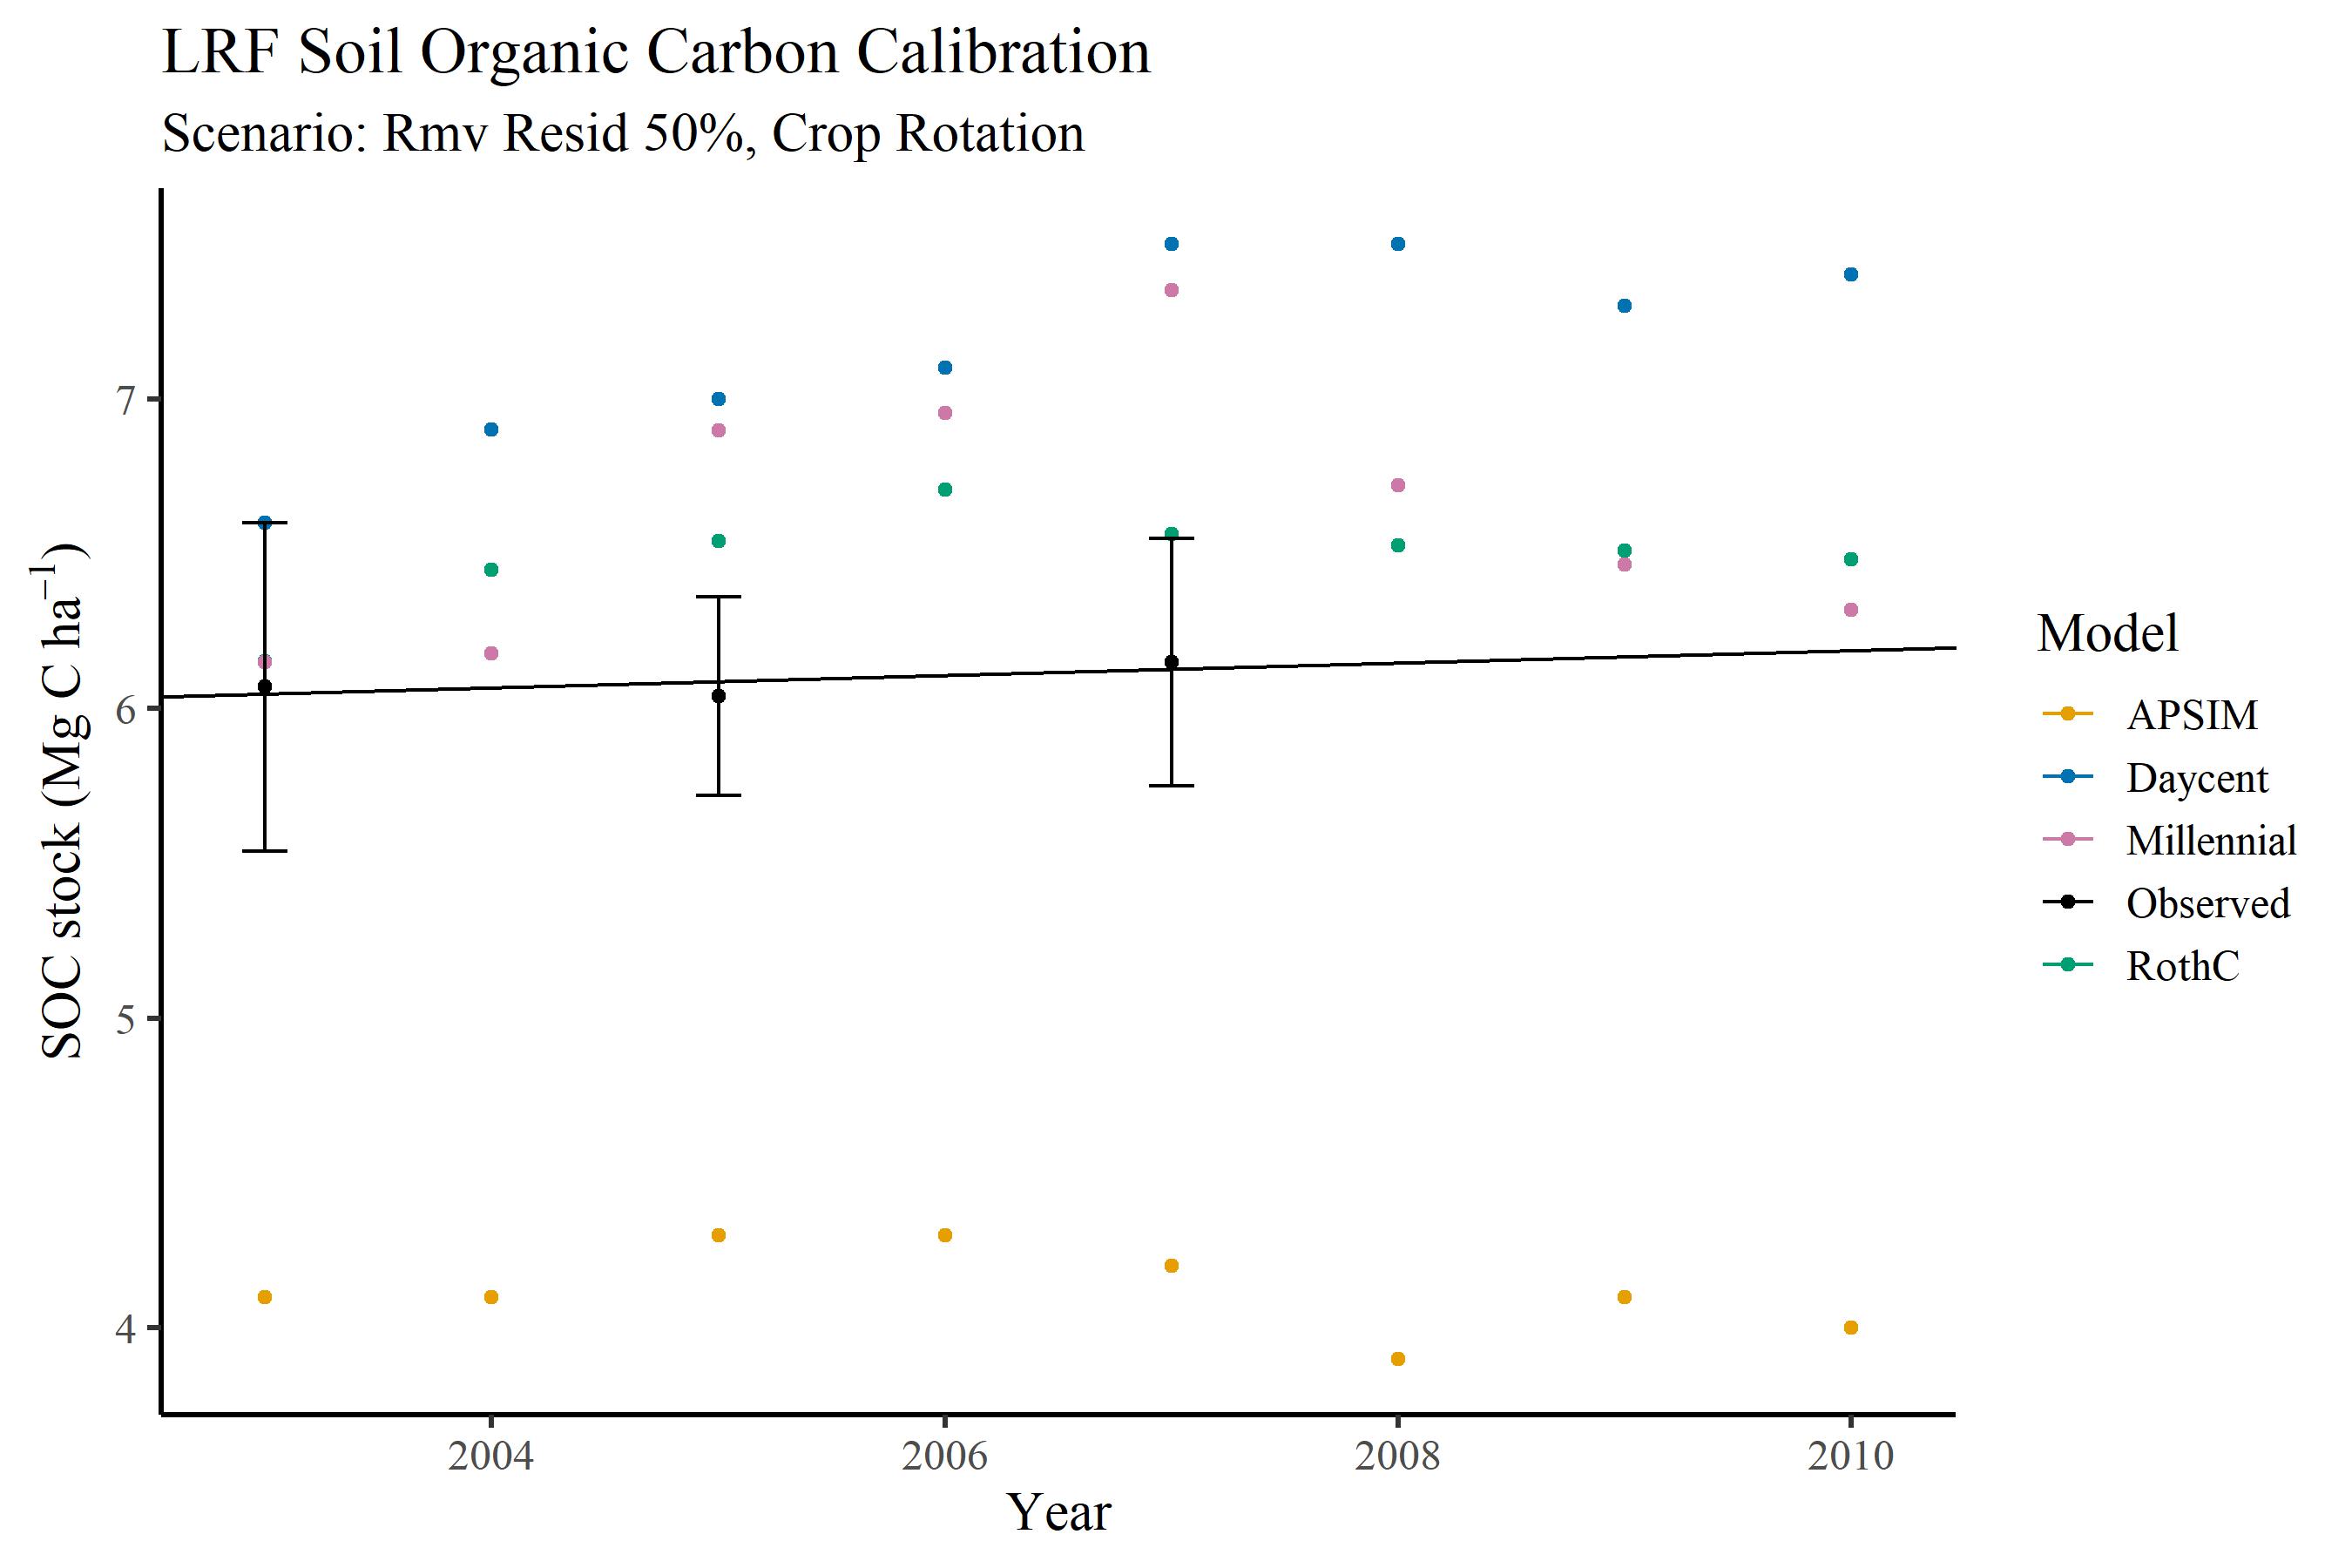 LRF Soil Organic Carbon Calibration
Scenario: Rmv Resid 50%, Crop Rotation
SOC stock (Mg C ha⁻¹)
7
6
5
4
2004
2006
2008
2010
Year
Model
APSIM
Daycent
Millennial
Observed
RothC